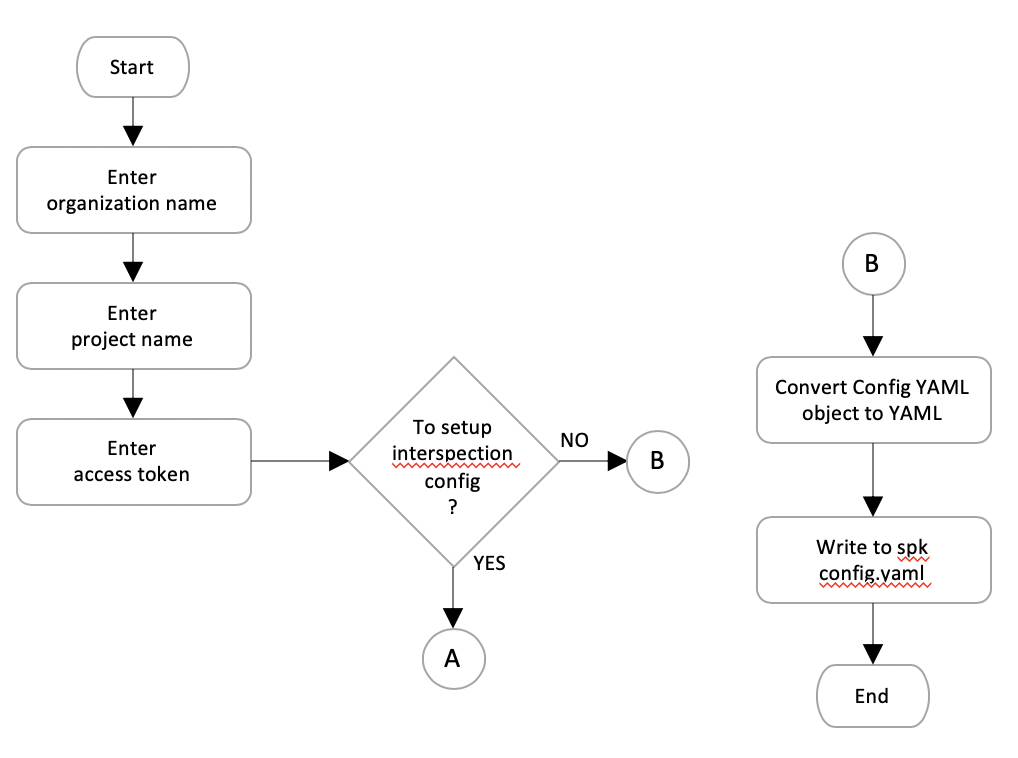 Start
Enter
organization name
Enter
project name
Enter
access token
To setup
interspection
config
?
NO
B
YES
A
B
Convert Config YAML
object to YAML
Write to spk
config.yaml
End